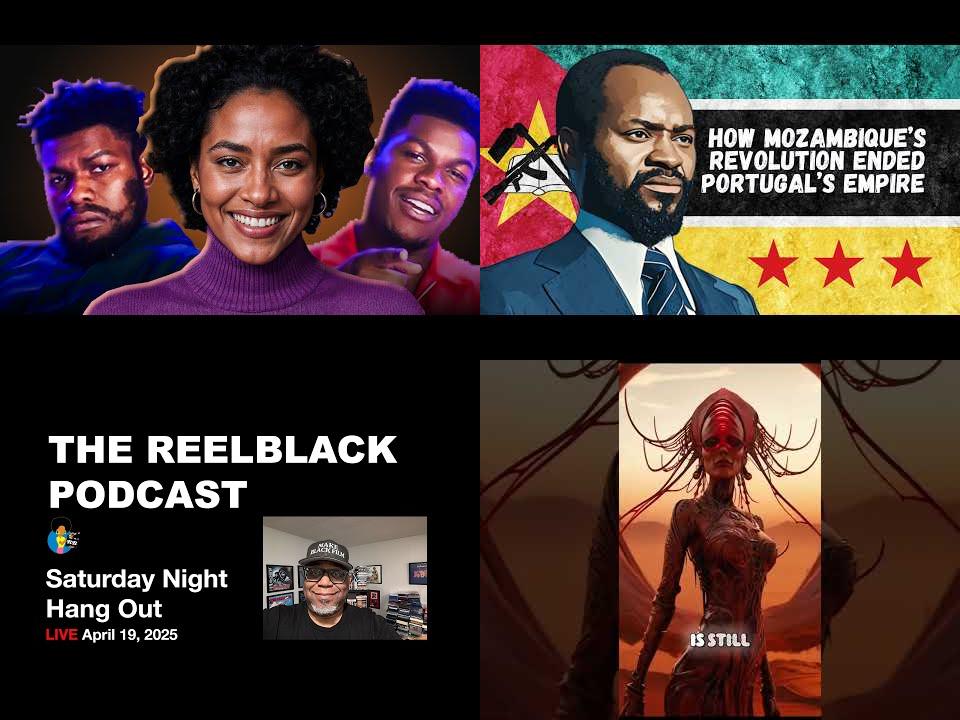 HOW MOZAMBIQUE'S
REVOLUTION ENDED
PORTUGAL'S EMPIRE
THE REELBLACK
PODCAST
Saturday Night
Hang Out
LIVE April 19, 2025
MAKE
BLACK FILM
IS STILL